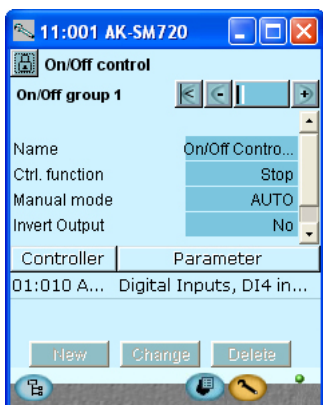 11:001 AK-SM720
On/Off control
On/Off group 1
Name On/Off Contro...
Ctrl. function Stop
Manual mode AUTO
Invert Output No
Controller Parameter
01:010 A... Digital Inputs, DI4 in...
New Change Delete